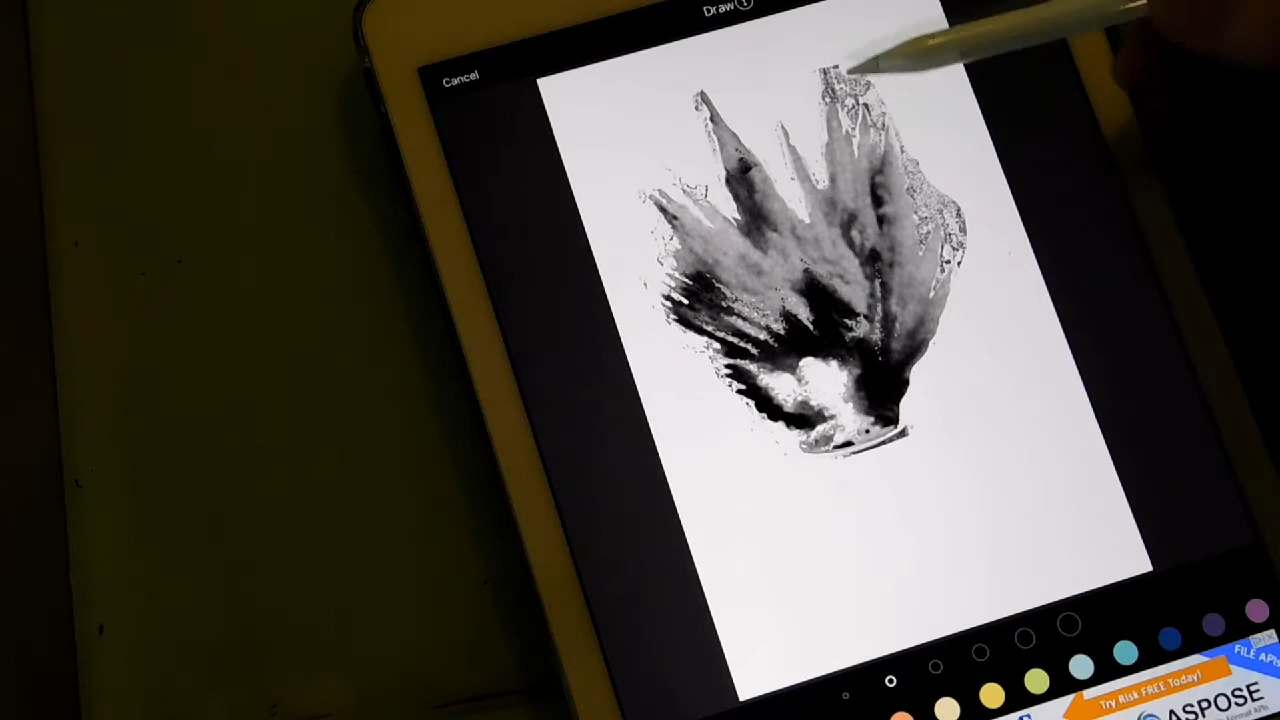 Draw
Cancel
FILE APIs
Try Risk FREE Today!
ASPOSE